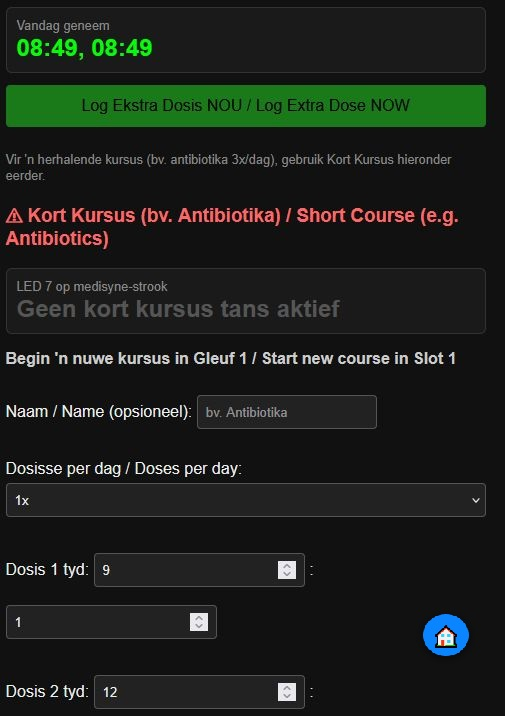 Vandag geneem
08:49, 08:49
Log Ekstra Dosis NOU / Log Extra Dose NOW
Vir 'n herhalende kursus (bv. antibiotika 3x/dag), gebruik Kort Kursus hieronder
eerder.
⚠ Kort Kursus (bv. Antibiotika) / Short Course (e.g.
Antibiotics)
LED 7 op medisyne-strook
Geen kort kursus tans aktief
Begin 'n nuwe kursus in Gleuf 1 / Start new course in Slot 1
Naam / Name (opsioneel): bv. Antibiotika
Dosisse per dag / Doses per day:
1x
Dosis 1 tyd: 9 :
1
Dosis 2 tyd: 12 :